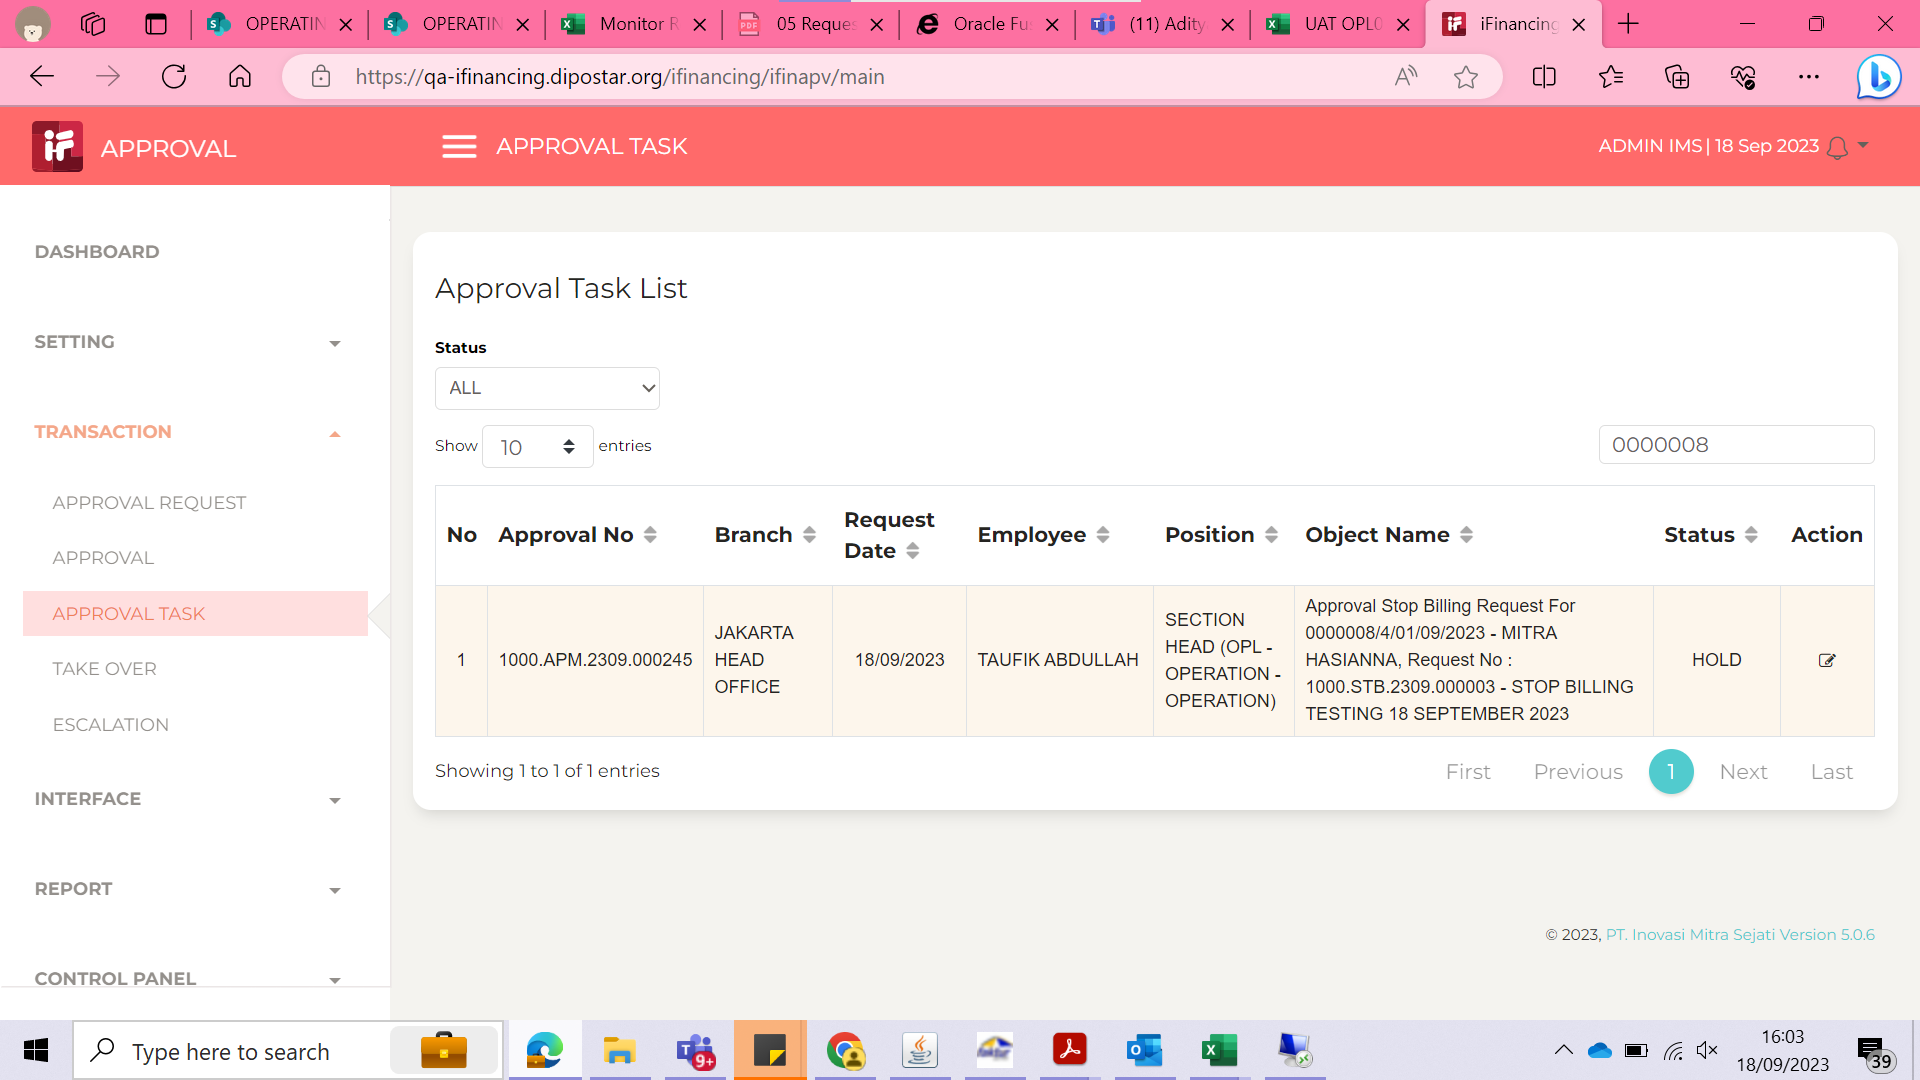 OPERATIN
OPERATIN
Monitor R
05 Reques
Oracle Fu
(11) Adity
UAT OPL0
iFinancing
https://qa-ifinancing.dipostar.org/ifinancing/ifinapv/main
APPROVAL
APPROVAL TASK
ADMIN IMS | 18 Sep 2023
DASHBOARD
SETTING
TRANSACTION
APPROVAL REQUEST
APPROVAL
APPROVAL TASK
TAKE OVER
ESCALATION
INTERFACE
REPORT
CONTROL PANEL
Approval Task List
Status
ALL
Show 10 entries
0000008
No
Approval No
Branch
Request
Date
Employee
Position
Object Name
Status
Action
1
1000.APM.2309.000245
JAKARTA
HEAD
OFFICE
18/09/2023
TAUFIK ABDULLAH
SECTION
HEAD (OPL -
OPERATION -
OPERATION)
Approval Stop Billing Request For
0000008/4/01/09/2023 - MITRA
HASIANNA, Request No :
1000.STB.2309.000003 - STOP BILLING
TESTING 18 SEPTEMBER 2023
HOLD
Showing 1 to 1 of 1 entries
First Previous 1 Next Last
© 2023, PT. Inovasi Mitra Sejati Version 5.0.6
Type here to search
9+
16:03
18/09/2023
39